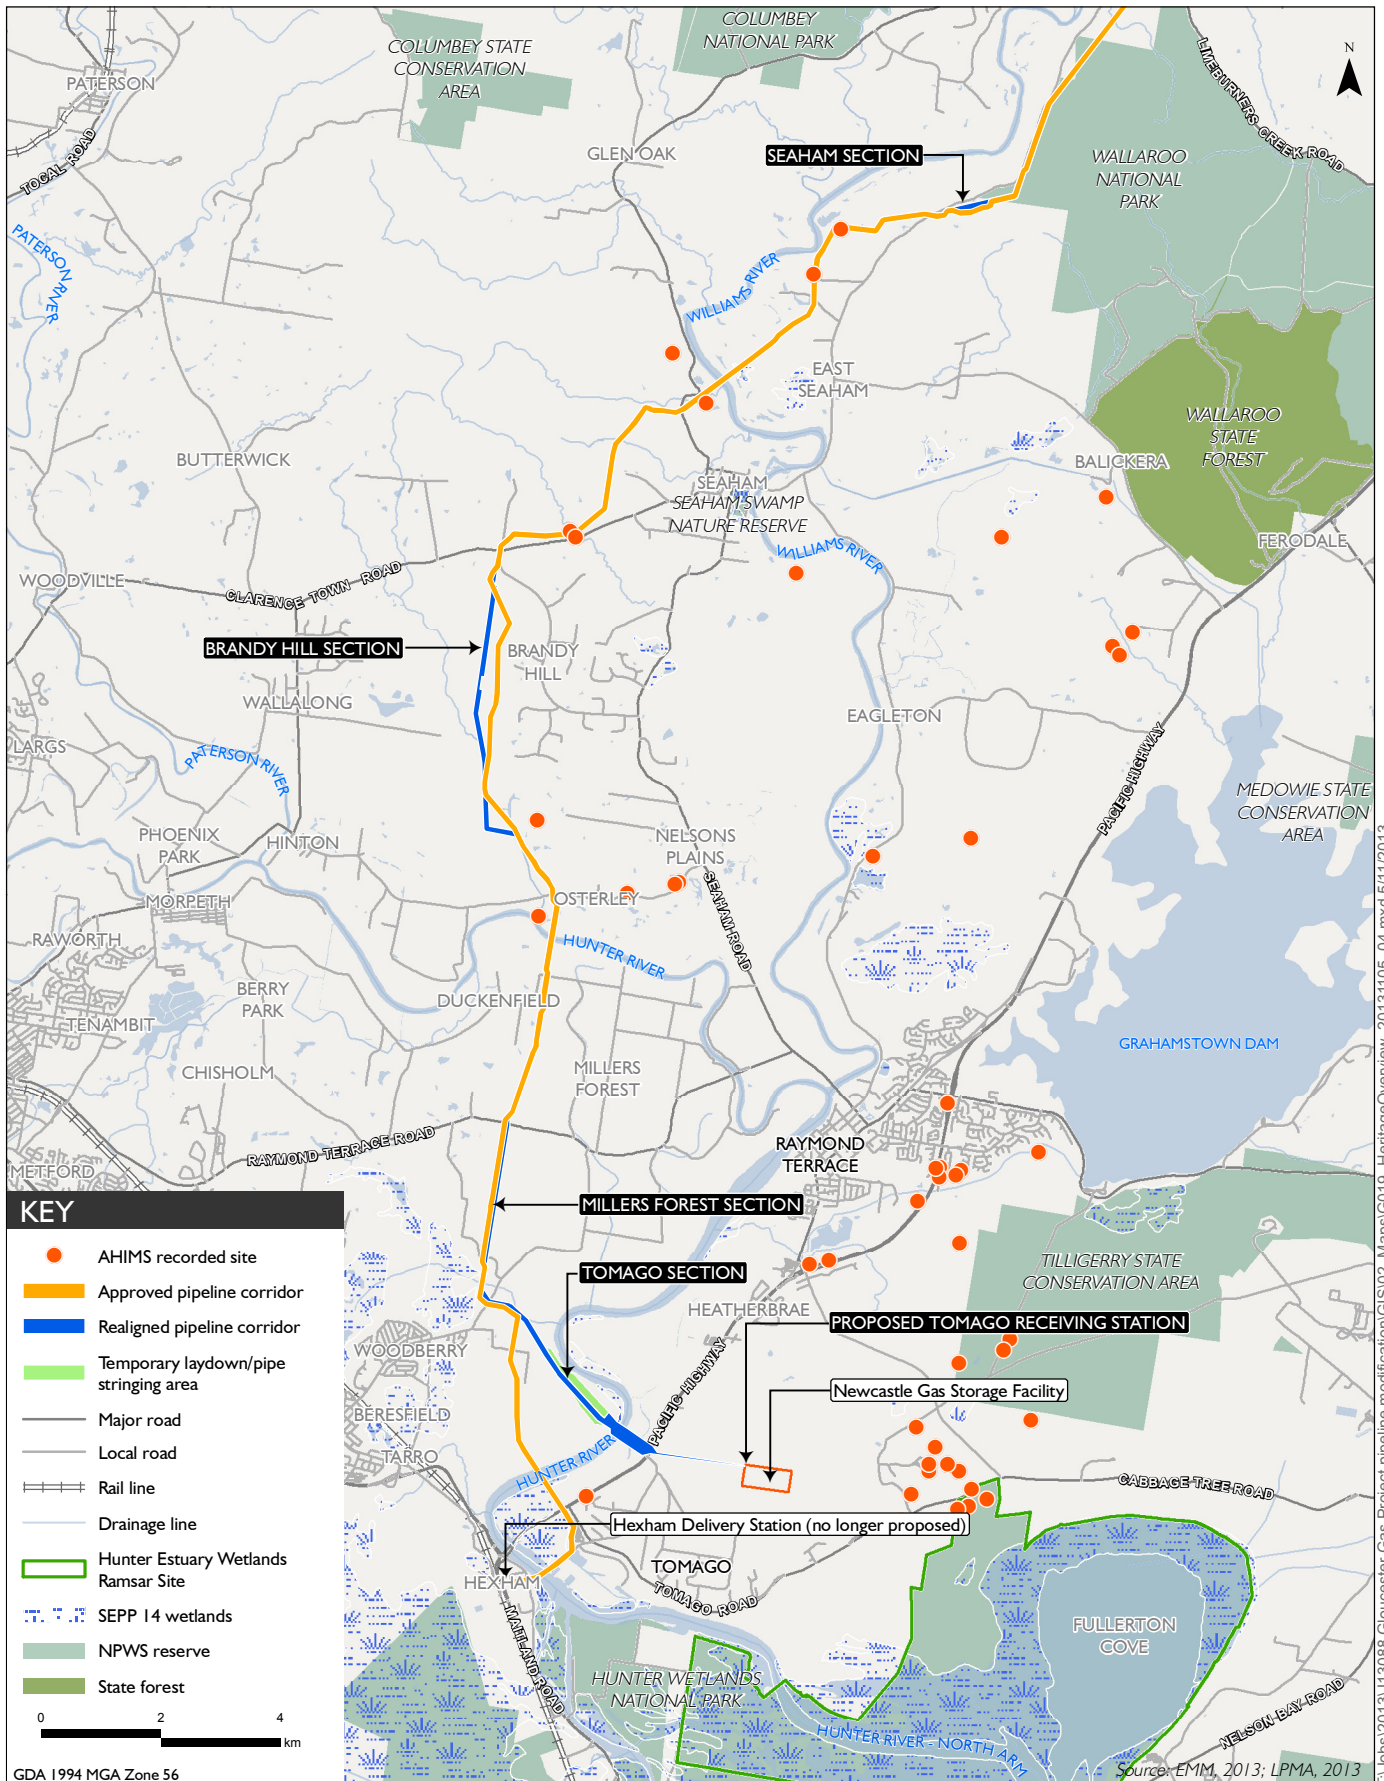 COLUMBEY
NATIONAL PARK
COLUMBEY STATE
CONSERVATION
AREA
N
PATERSON
LIMEBURNERS CREEK ROAD
TOCAL ROAD
GLEN OAK
SEAHAM SECTION
WALLAROO
NATIONAL
PARK
PATERSON
RIVER
WILLIAMS RIVER
EAST
SEAHAM
WALLAROO
STATE
FOREST
BUTTERWICK
BALICKERA
SEAHAM
SEAHAM SWAMP
NATURE RESERVE
FERODALE
WILLIAMS RIVER
WOODVILLE
CLARENCE TOWN ROAD
BRANDY HILL SECTION
BRANDY
HILL
WALLALONG
EAGLETON
LARGS
PATERSON RIVER
PACIFIC HIGHWAY
MEDOWIE STATE
CONSERVATION
AREA
PHOENIX
PARK
HINTON
NELSONS
PLAINS
MORPETH
OSTERLEY
SEAHAM ROAD
RAWORTH
HUNTER RIVER
BERRY
PARK
DUCKENFIELD
TENAMBIT
GRAHAMSTOWN DAM
CHISHOLM
MILLERS
FOREST
RAYMOND
TERRACE
RAYMOND TERRACE ROAD
METFORD
MILLERS FOREST SECTION
TILLIGERRY STATE
CONSERVATION AREA
TOMAGO SECTION
HEATHERBRAE
PROPOSED TOMAGO RECEIVING STATION
WOODBERRY
PACIFIC HIGHWAY
Newcastle Gas Storage Facility
BERESFIELD
TARRO
HUNTER RIVER
CABBAGE TREE ROAD
Hexham Delivery Station (no longer proposed)
TOMAGO
HEXHAM
TOMAGO ROAD
MAITLAND ROAD
FULLERTON
COVE
HUNTER WETLANDS
NATIONAL PARK
HUNTER RIVER - NORTH ARM
NELSON BAY ROAD
KEY
AHIMS recorded site
Approved pipeline corridor
Realigned pipeline corridor
Temporary laydown/pipe
stringing area
Major road
Local road
Rail line
Drainage line
Hunter Estuary Wetlands
Ramsar Site
SEPP 14 wetlands
NPWS reserve
State forest
0 2 4
km
GDA 1994 MGA Zone 56
Source: EMM, 2013; LPMA, 2013